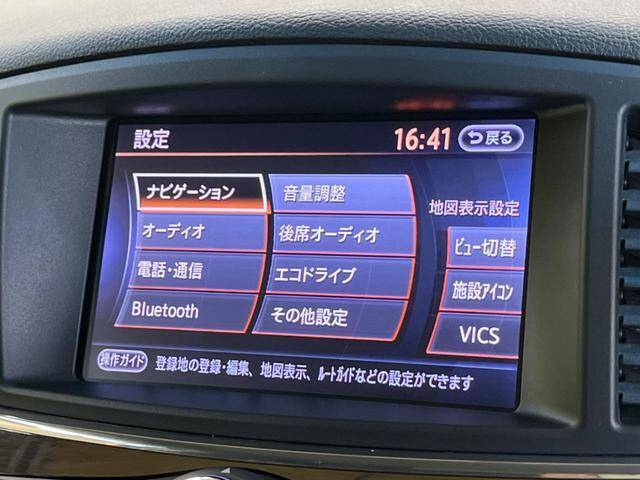 設定
16:41
戻る
ナビゲーション
音量調整
オーディオ
後席オーディオ
電話・通信
エコドライブ
Bluetooth
その他設定
地図表示設定
ビュー切替
施設アイコン
VICS
操作ガイド
登録地の登録・編集、地図表示、ルートガイドなどの設定ができます